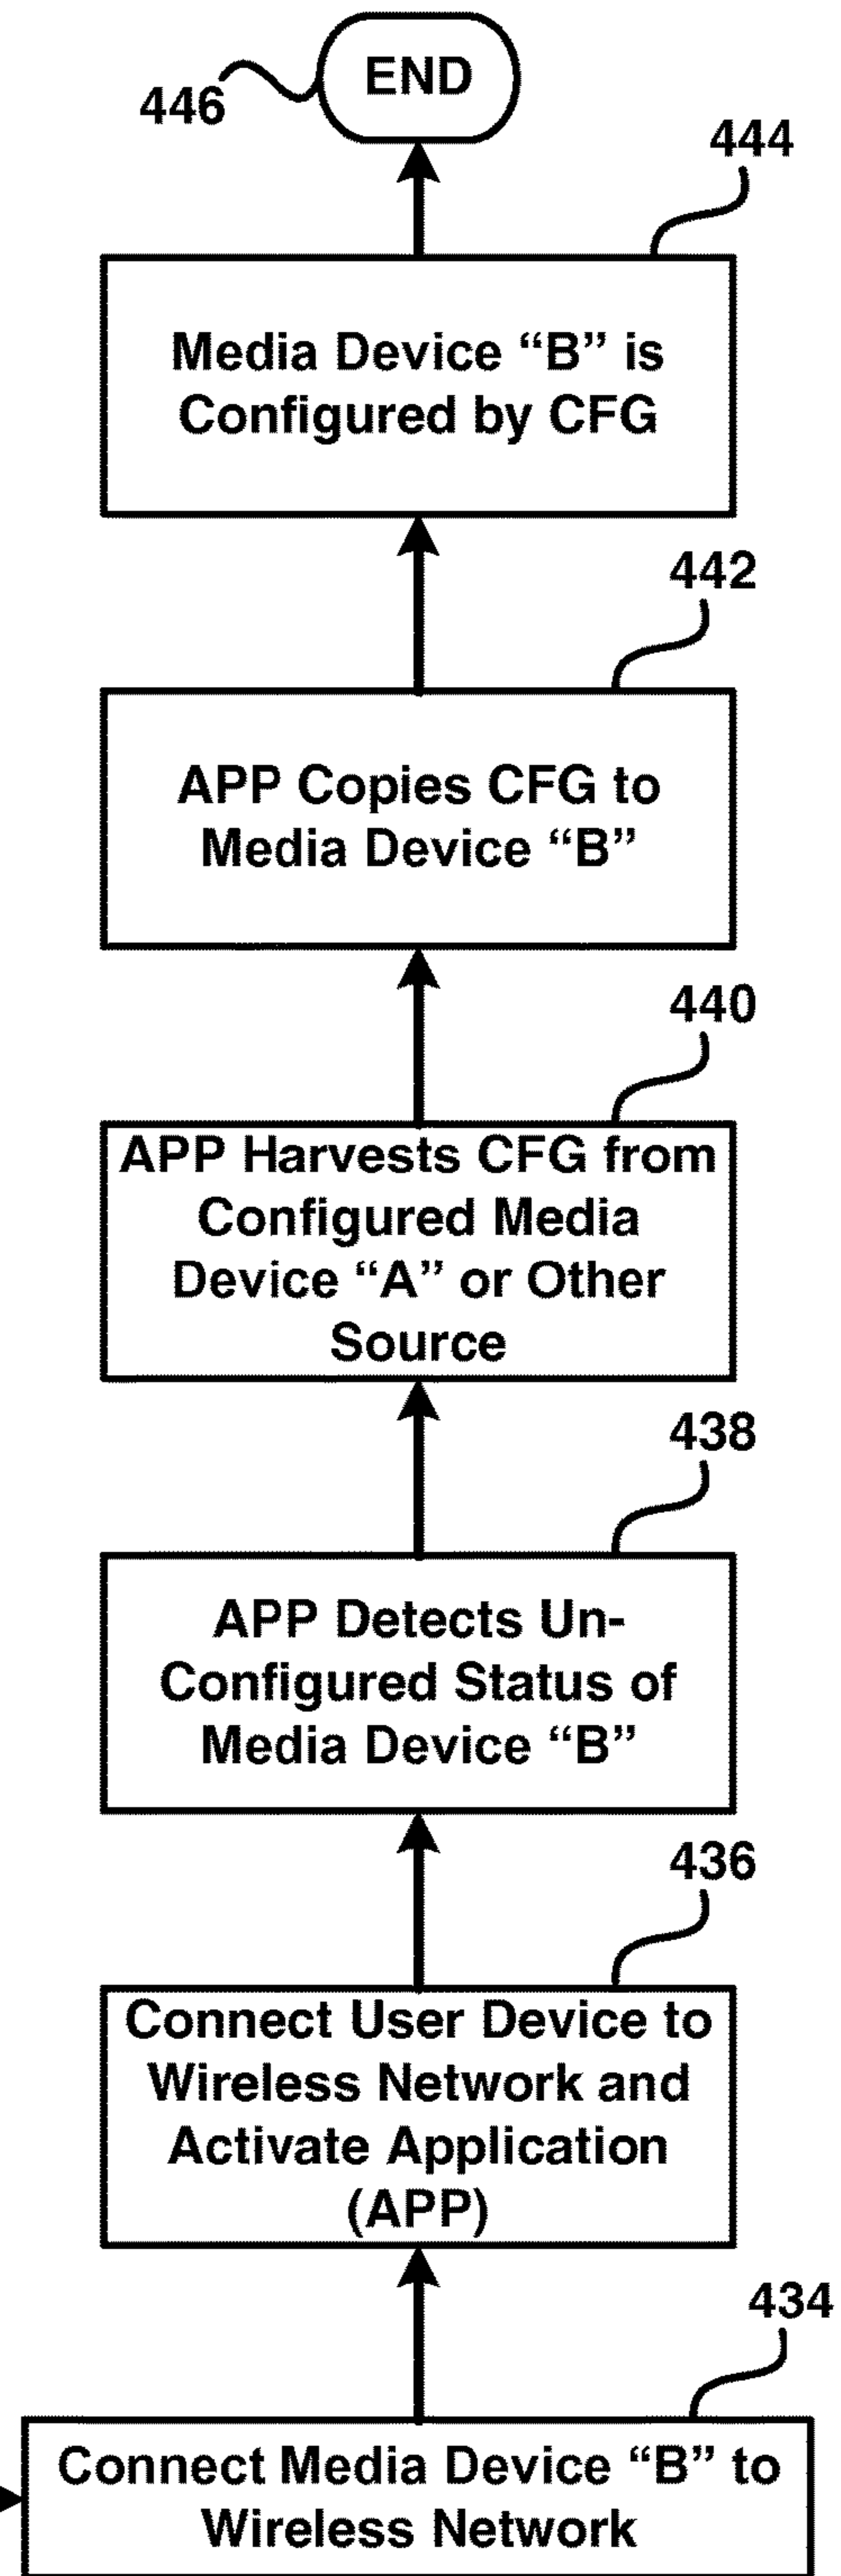 END
446
444
Media Device “B” is
Configured by CFG
442
APP Copies CFG to
Media Device “B”
440
APP Harvests CFG from
Configured Media
Device “A” or Other
Source
438
APP Detects Un-
Configured Status of
Media Device “B”
436
Connect User Device to
Wireless Network and
Activate Application
(APP)
434
Connect Media Device “B” to
Wireless Network